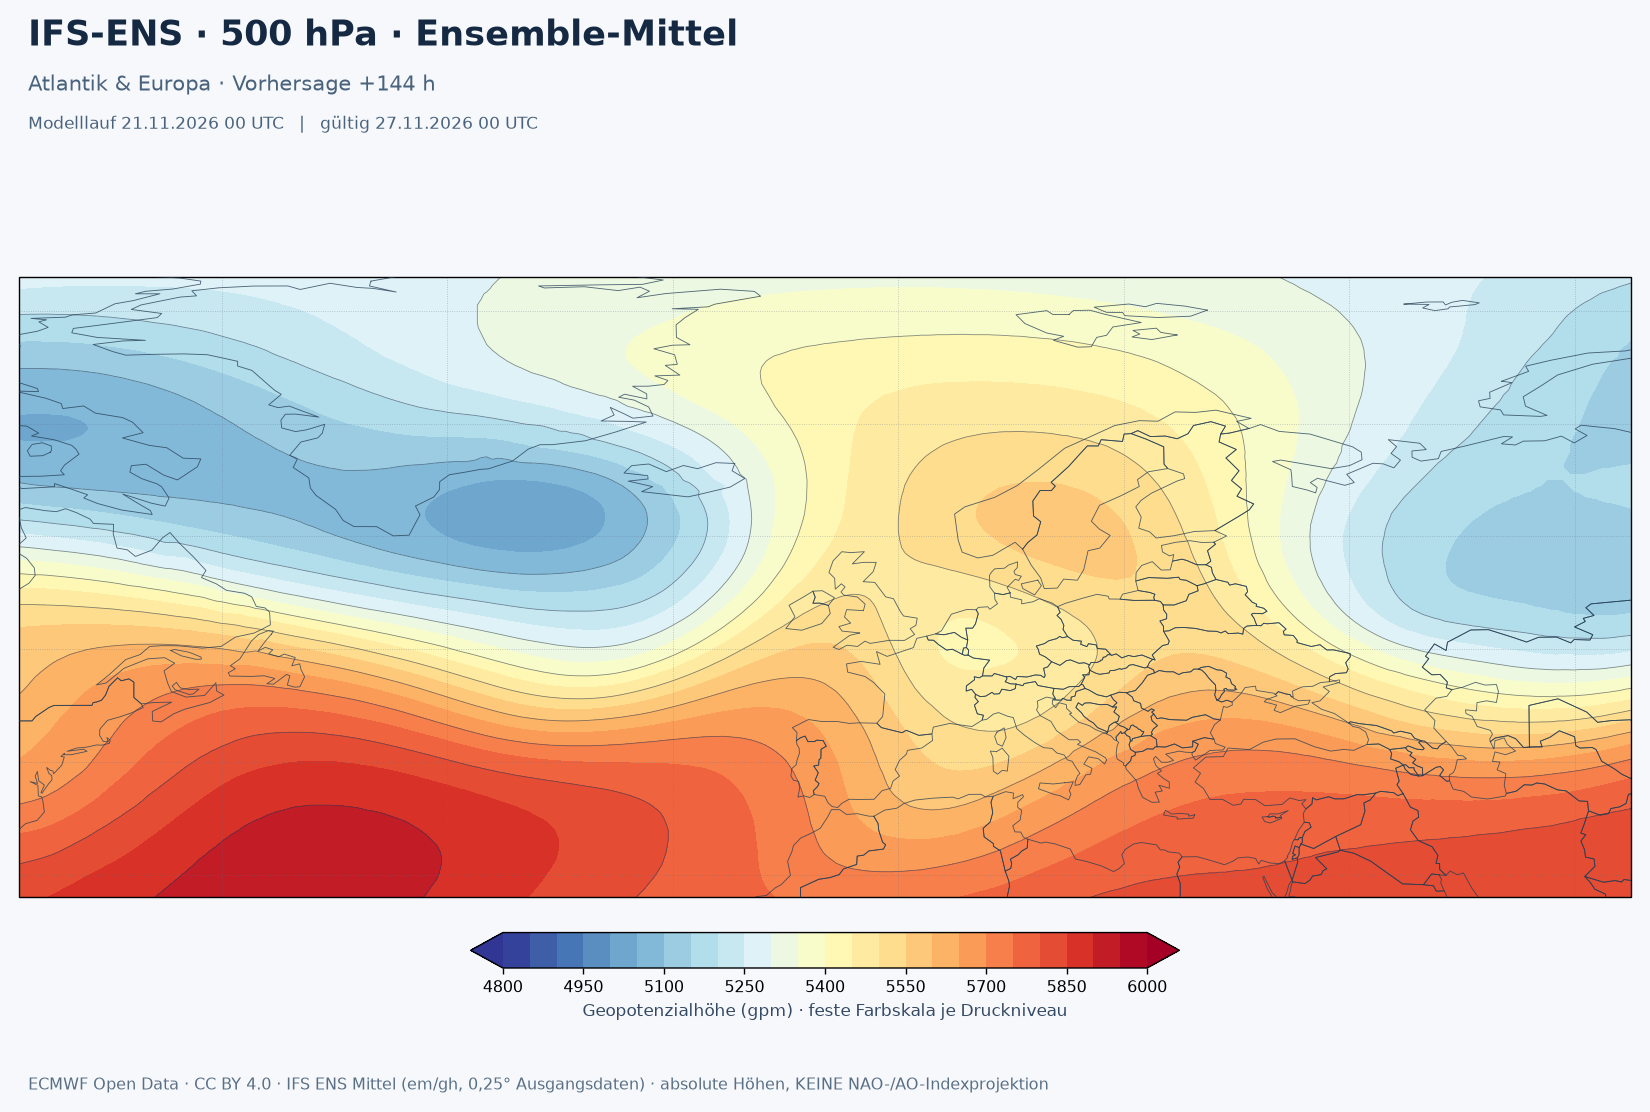 IFS-ENS · 500 hPa · Ensemble-Mittel
Atlantik & Europa · Vorhersage +144 h
Modelllauf 21.11.2026 00 UTC   |   gültig 27.11.2026 00 UTC
4800 4950 5100 5250 5400 5550 5700 5850 6000
Geopotenzialhöhe (gpm) · feste Farbskala je Druckniveau
ECMWF Open Data · CC BY 4.0 · IFS ENS Mittel (em/gh, 0,25° Ausgangsdaten) · absolute Höhen, KEINE NAO-/AO-Indexprojektion